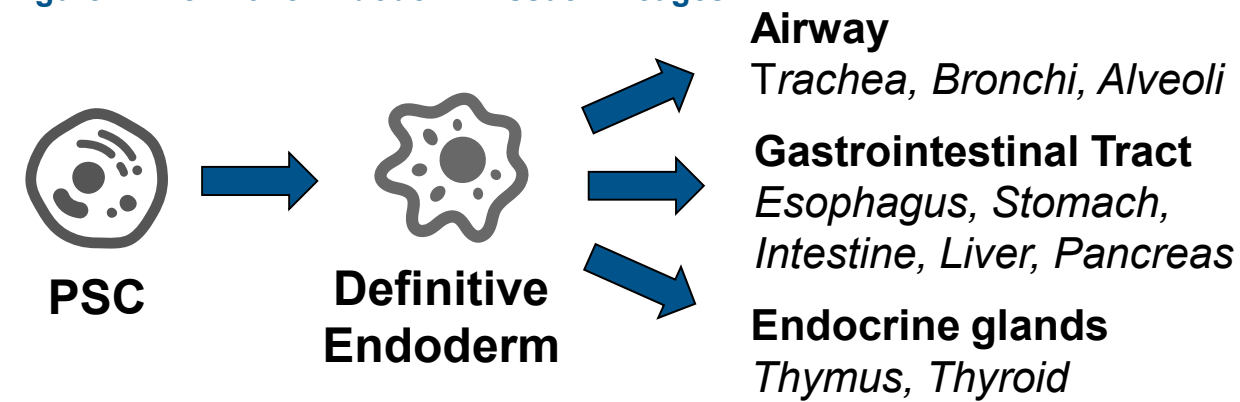 PSC
Definitive
Endoderm
Airway
Trachea, Bronchi, Alveoli
Gastrointestinal Tract
Esophagus, Stomach,
Intestine, Liver, Pancreas
Endocrine glands
Thymus, Thyroid